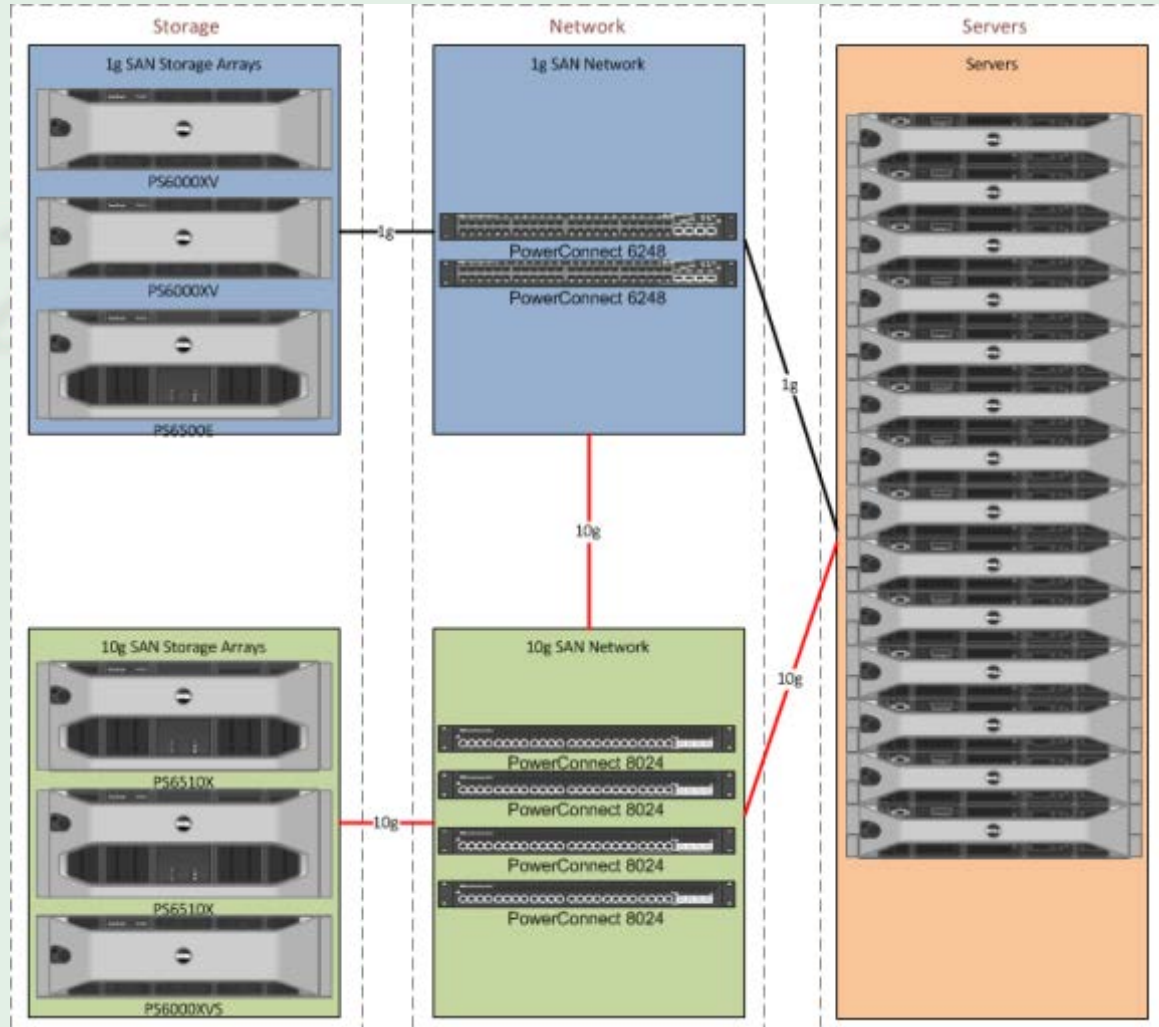 Storage
Network
Servers
1g SAN Storage Arrays
PS6000XV
PS6000XV
PS6500E
1g
1g SAN Network
PowerConnect 6248
PowerConnect 6248
1g
Servers
10g
10g SAN Storage Arrays
PS6510X
PS6510X
PS6000XVS
10g
10g SAN Network
PowerConnect 8024
PowerConnect 8024
PowerConnect 8024
PowerConnect 8024
10g